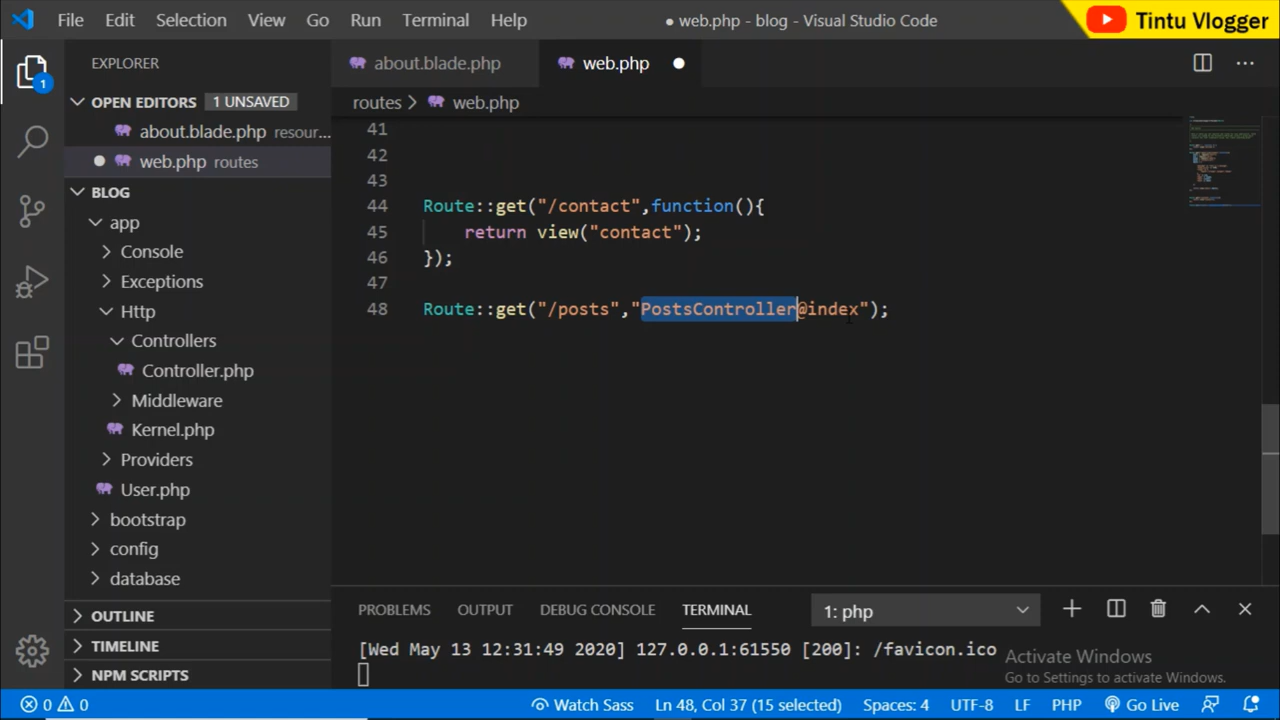 File Edit Selection View Go Run Terminal Help
● web.php - blog - Visual Studio Code
Tintu Vlogger
EXPLORER
about.blade.php
web.php
OPEN EDITORS 1 UNSAVED
about.blade.php resour...
web.php routes
BLOG
app
Console
Exceptions
Http
Controllers
Controller.php
Middleware
Kernel.php
Providers
User.php
bootstrap
config
database
OUTLINE
TIMELINE
NPM SCRIPTS
1
routes > web.php
41
42
43
44 Route::get("/contact",function(){
45 return view("contact");
46 });
47
48 Route::get("/posts","PostsController@index");
PROBLEMS OUTPUT DEBUG CONSOLE TERMINAL 1: php
[Wed May 13 12:31:49 2020] 127.0.0.1:61550 [200]: /favicon.ico
Activate Windows
Go to Settings to activate Windows.
0 0 Watch Sass Ln 48, Col 37 (15 selected) Spaces: 4 UTF-8 LF PHP Go Live